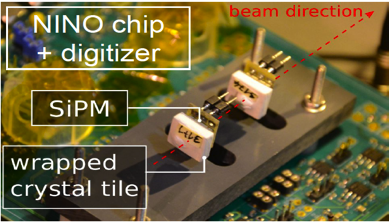 beam direction
NINO chip
+ digitizer
SiPM
wrapped
crystal tile